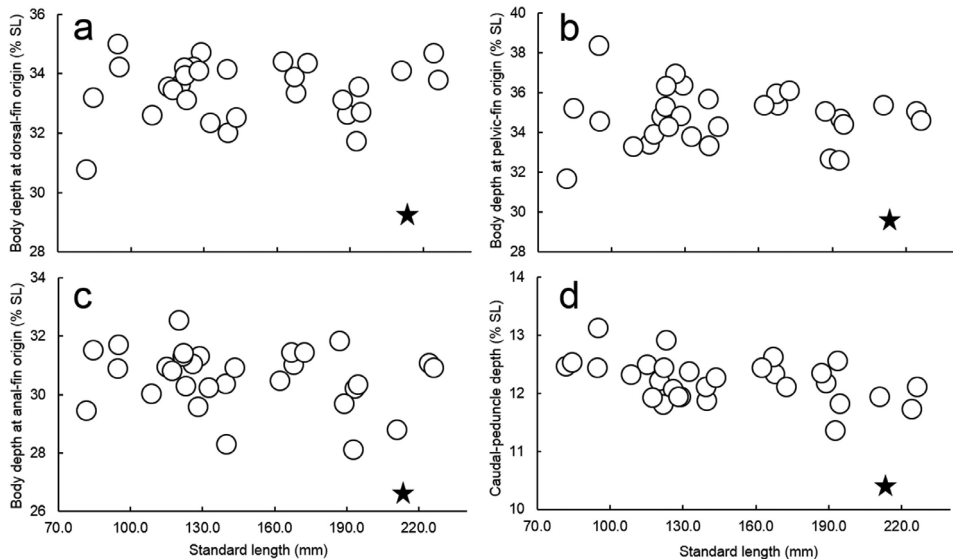 a
Body depth at dorsal-fin origin (% SL)
36
34
32
30
28
b
Body depth at pelvic-fin origin (% SL)
40
38
36
34
32
30
28
c
Body depth at anal-fin origin (% SL)
34
32
30
28
26
70.0 100.0 130.0 160.0 190.0 220.0
Standard length (mm)
d
Caudal-peduncle depth (% SL)
14
13
12
11
10
70.0 100.0 130.0 160.0 190.0 220.0
Standard length (mm)